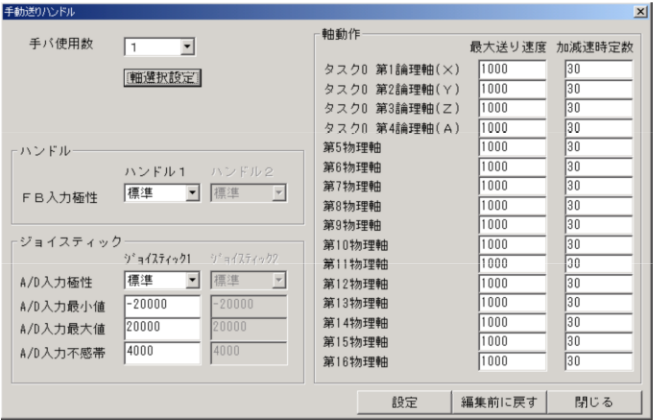 手動送りハンドル
手パ使用数
1
軸選択設定
ハンドル
ハンドル1 ハンドル2
FB入力極性 標準 標準
ジョイスティック
ジョイスティック1 ジョイスティック2
A/D入力極性 標準 標準
A/D入力最小値 -20000 -20000
A/D入力最大値 20000 20000
A/D入力不感帯 4000 4000
軸動作
最大送り速度 加減速時定数
タスク0 第1論理軸(X) 1000 30
タスク0 第2論理軸(Y) 1000 30
タスク0 第3論理軸(Z) 1000 30
タスク0 第4論理軸(A) 1000 30
第5物理軸 1000 30
第6物理軸 1000 30
第7物理軸 1000 30
第8物理軸 1000 30
第9物理軸 1000 30
第10物理軸 1000 30
第11物理軸 1000 30
第12物理軸 1000 30
第13物理軸 1000 30
第14物理軸 1000 30
第15物理軸 1000 30
第16物理軸 1000 30
設定 編集前に戻す 閉じる